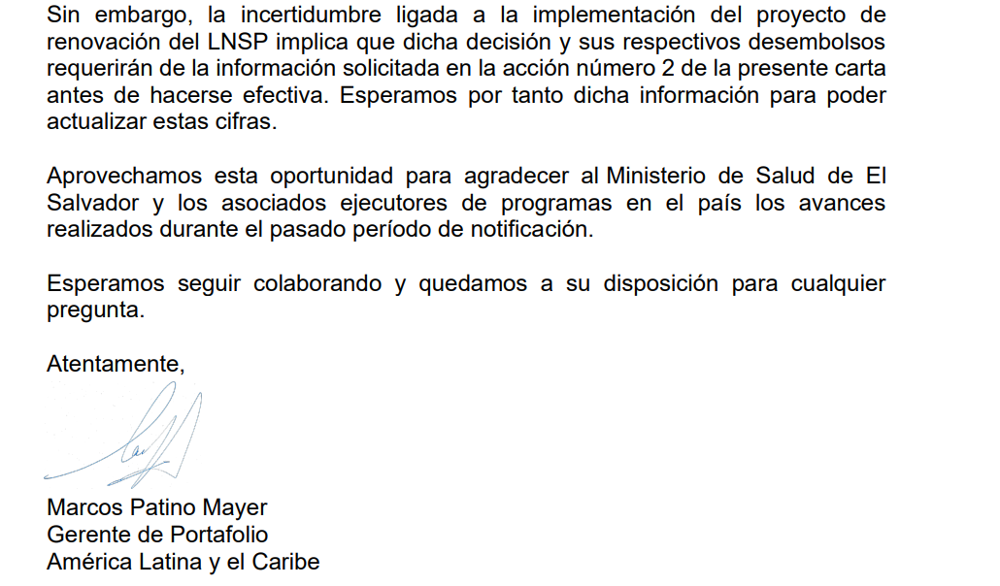 Sin embargo, la incertidumbre ligada a la implementación del proyecto de
renovación del LNSP implica que dicha decisión y sus respectivos desembolsos
requerirán de la información solicitada en la acción número 2 de la presente carta
antes de hacerse efectiva. Esperamos por tanto dicha información para poder
actualizar estas cifras.
Aprovechamos esta oportunidad para agradecer al Ministerio de Salud de El
Salvador y los asociados ejecutores de programas en el país los avances
realizados durante el pasado período de notificación.
Esperamos seguir colaborando y quedamos a su disposición para cualquier
pregunta.
Atentamente,
Marcos Patino Mayer
Gerente de Portafolio
América Latina y el Caribe